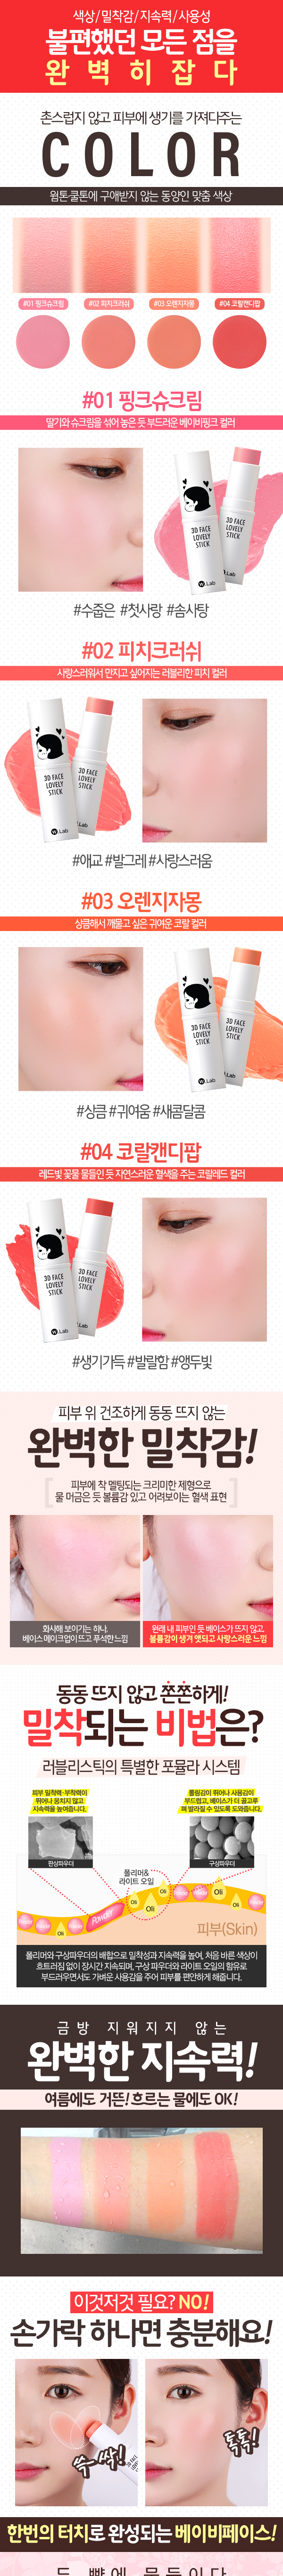 색상/밀착감/지속력/사용성
불편했던 모든 점을
완벽히잡다
촌스럽지 않고 피부에 생기를 가져다주는
COLOR
웜톤·쿨톤에 구애받지 않는 동양인 맞춤 색상
#01 핑크슈크림
#02 피치크러쉬
#03 오렌지자몽
#04 코랄캔디팝
#01 핑크슈크림
딸기와 슈크림을 섞어 놓은 듯 부드러운 베이비핑크 컬러
3D FACE
LOVELY
STICK
W.Lab
3D FACE
LOVELY
STICK
W.Lab
#수줍은 #첫사랑 #솜사탕
#02 피치크러쉬
사랑스러워서 만지고 싶어지는 러블리한 피치 컬러
3D FACE
LOVELY
STICK
W.Lab
3D FACE
LOVELY
STICK
.Lab
#애교 #발그레 #사랑스러움
#03 오렌지자몽
상큼해서 깨물고 싶은 귀여운 코랄 컬러
3D FACE
LOVELY
STICK
W.Lab
3D FACE
LOVELY
STICK
.Lab
#상큼 #귀여움 #새콤달콤
#04 코랄캔디팝
레드빛 꽃물 물들인 듯 자연스러운 혈색을 주는 코랄레드 컬러
3D FACE
LOVELY
STICK
W.Lab
3D FACE
LOVELY
STICK
.Lab
#생기가득 #발랄함 #앵두빛
피부 위 건조하게 동동 뜨지 않는
완벽한 밀착감!
피부에 착 멜팅되는 크리미한 제형으로
물 머금은 듯 볼륨감 있고 어려보이는 혈색 표현
화사해 보이기는 하나,
베이스 메이크업이 뜨고 푸석한 느낌
원래 내 피부인 듯 베이스가 뜨지 않고,
볼륨감이 생겨 앳되고 사랑스러운 느낌
동동 뜨지 않고 쫀쫀하게!
밀착되는 비법은?
러블리스틱의 특별한 포뮬라 시스템
피부 밀착력·부착력이
뛰어나 뭉치지 않고
지속력을 높여줍니다.
롤링감이 뛰어나 사용감이
부드럽고, 베이스가 더 골고루
펴 발라질 수 있도록 도와줍니다.
판상파우더
구상파우더
폴리머&
라이트 오일
Powder
Oil
Oil
Oil
Oil
Oil
Oil
피부(Skin)
폴리머와 구상파우더의 배합으로 밀착성과 지속력을 높여, 처음 바른 색상이
흐트러짐 없이 장시간 지속되며, 구상 파우더와 라이트 오일의 함유로
부드러우면서도 가벼운 사용감을 주어 피부를 편안하게 해줍니다.
금방 지워지지 않는
완벽한 지속력!
여름에도 거뜬! 흐르는 물에도 OK!
이것저것 필요? NO!
손가락 하나면 충분해요!
쓱-싹!
톡톡!
한번의 터치로 완성되는 베이비페이스!
두 뺨에 물들이다